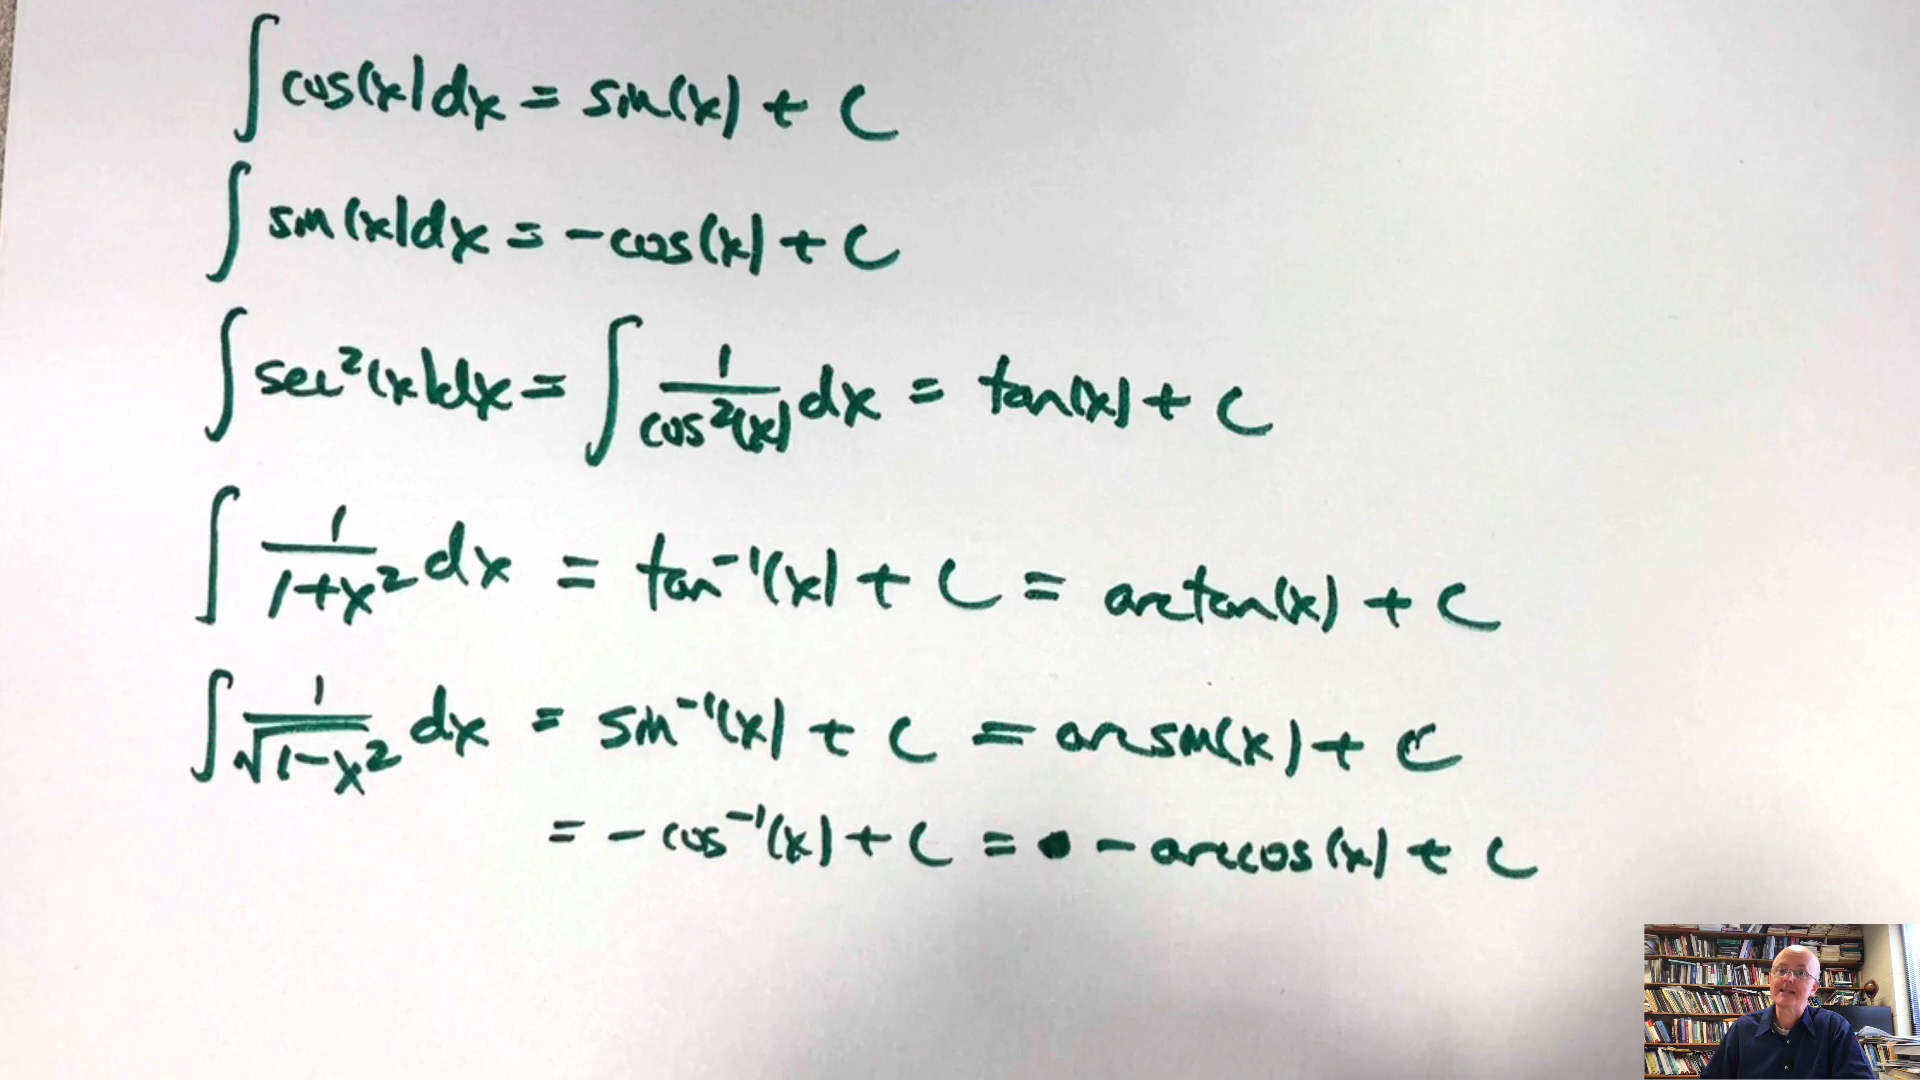 ∫ cos(x) dx = sin(x) + C
∫ sin(x) dx = -cos(x) + C
∫ sec²(x) dx = ∫ 1/cos²(x) dx = tan(x) + C
∫ 1/(1+x²) dx = tan⁻¹(x) + C = arctan(x) + C
∫ 1/√(1-x²) dx = sin⁻¹(x) + C = arcsin(x) + C
= -cos⁻¹(x) + C = -arccos(x) + C